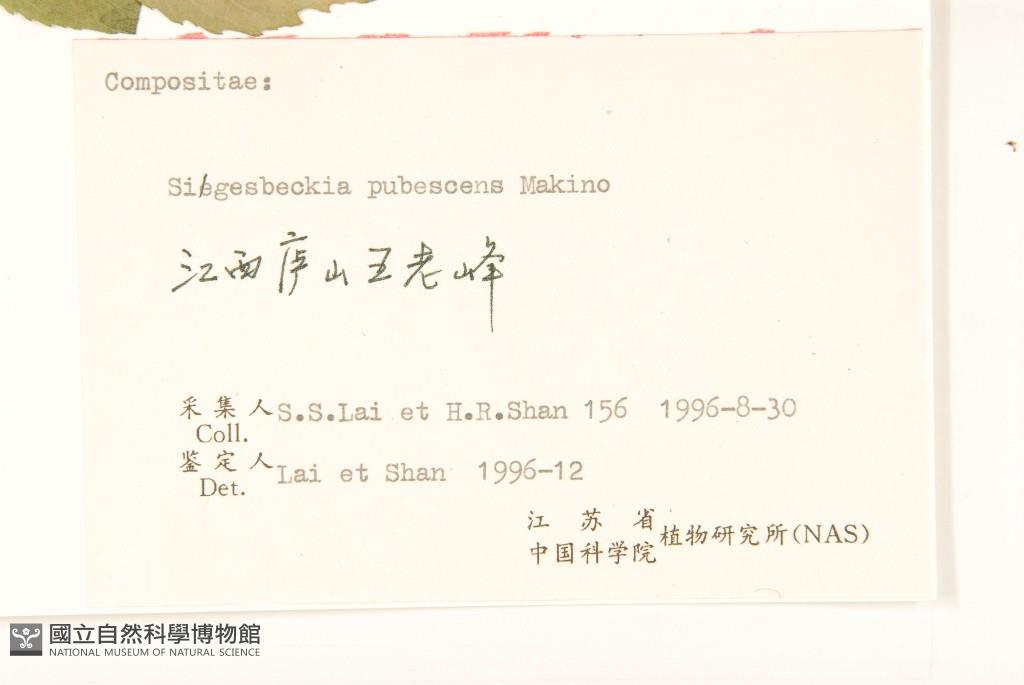 Compositae:
Siegesbeckia pubescens Makino
江西庐山五老峰
采集人 S.S.Lai et H.R.Shan 156 1996-8-30
Coll.
鉴定人 Lai et Shan 1996-12
Det.
江苏省
中国科学院 植物研究所(NAS)
國立自然科學博物館
NATIONAL MUSEUM OF NATURAL SCIENCE